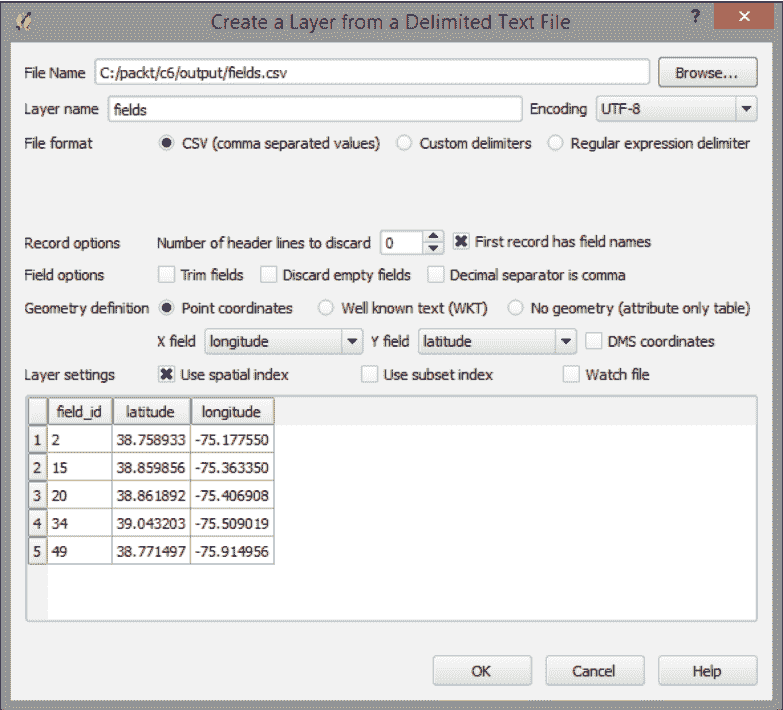 Create a Layer from a Delimited Text File
File Name C:/packt/c6/output/fields.csv Browse...
Layer name fields Encoding UTF-8
File format CSV (comma separated values) Custom delimiters Regular expression delimiter
Record options Number of header lines to discard 0 First record has field names
Field options Trim fields Discard empty fields Decimal separator is comma
Geometry definition Point coordinates Well known text (WKT) No geometry (attribute only table)
X field longitude Y field latitude DMS coordinates
Layer settings Use spatial index Use subset index Watch file
field_id latitude longitude
1 2 38.758933 -75.177550
2 15 38.859856 -75.363350
3 20 38.861892 -75.406908
4 34 39.043203 -75.509019
5 49 38.771497 -75.914956
OK Cancel Help